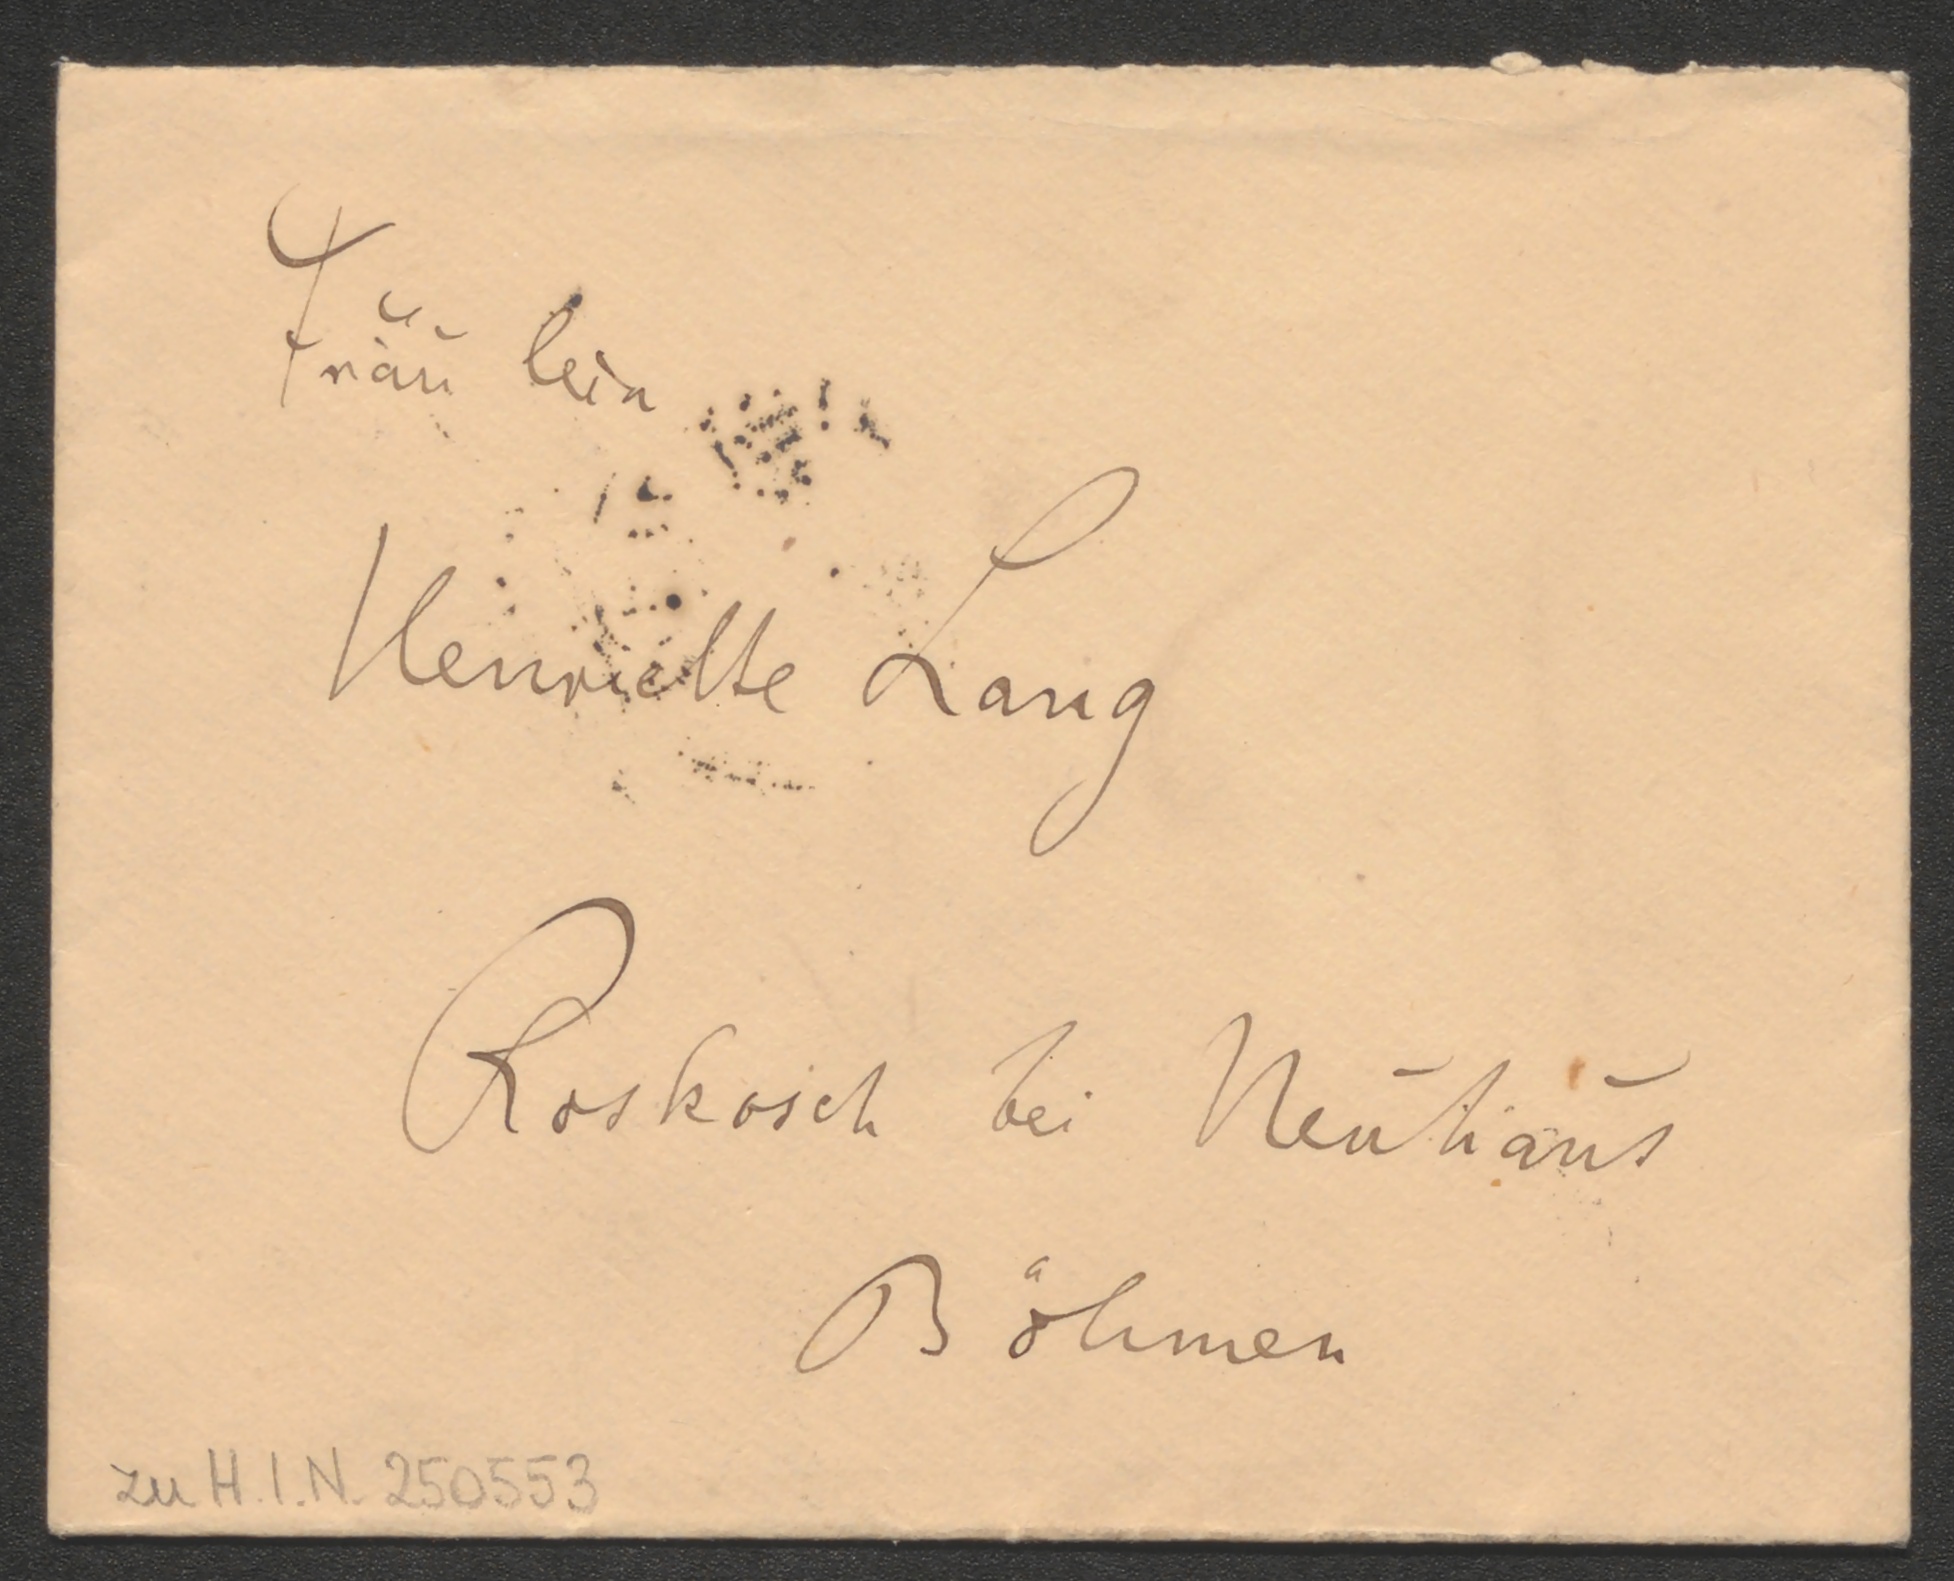 Fräulein
Henriette Lang
Roskosch bei Neuhaus
Böhmen
zu H.I.N. 250553